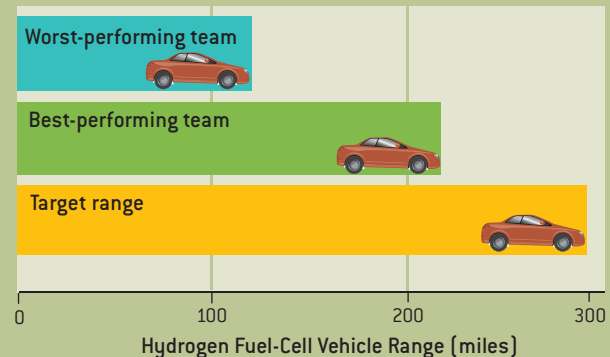 Worst-performing team
Best-performing team
Target range
0 100 200 300
Hydrogen Fuel-Cell Vehicle Range (miles)